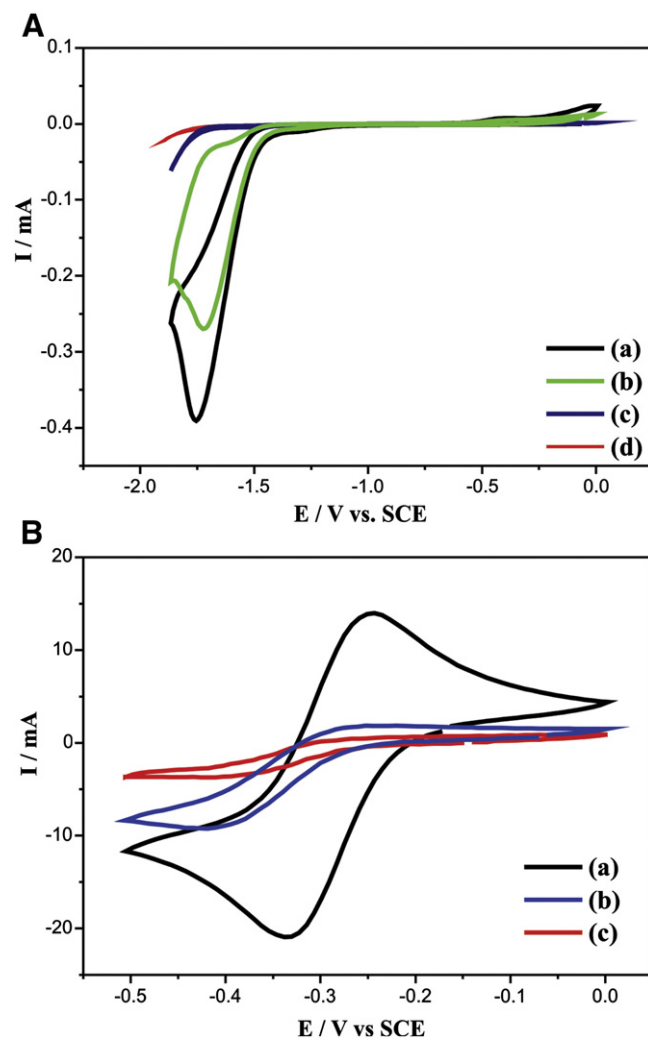 A
0.1
0.0
-0.1
-0.2
-0.3
-0.4
I / mA
(a)
(b)
(c)
(d)
-2.0 -1.5 -1.0 -0.5 0.0
E / V vs. SCE
B
20
10
0
-10
-20
I / mA
(a)
(b)
(c)
-0.5 -0.4 -0.3 -0.2 -0.1 0.0
E / V vs SCE